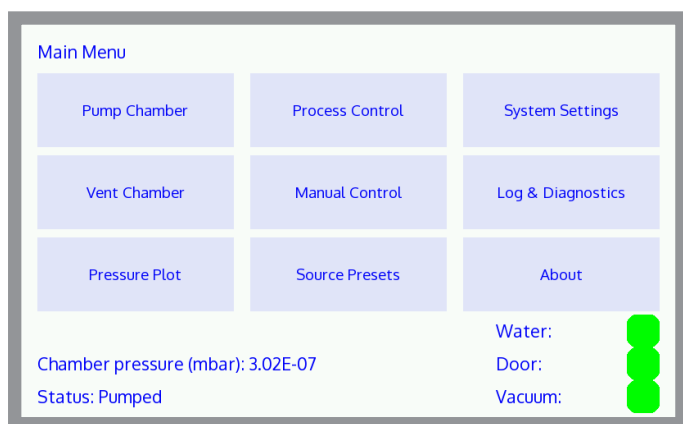 Main Menu
Pump Chamber
Process Control
System Settings
Vent Chamber
Manual Control
Log & Diagnostics
Pressure Plot
Source Presets
About
Water:
Chamber pressure (mbar): 3.02E-07
Door:
Status: Pumped
Vacuum: